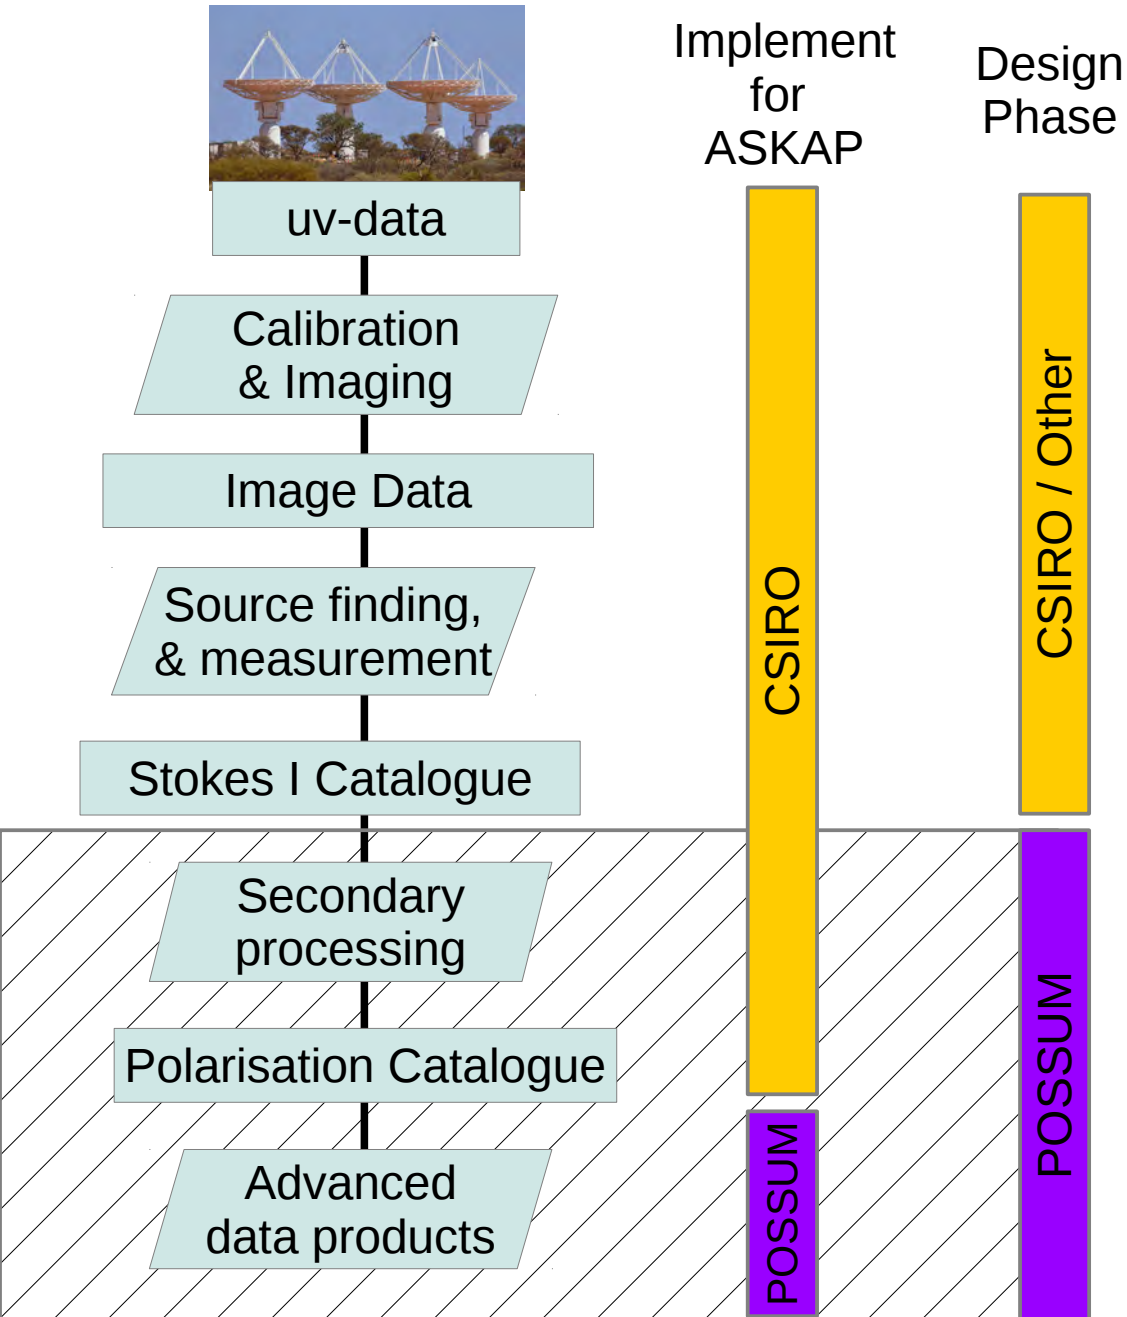 Implement
for
ASKAP
Design
Phase
uv-data
Calibration
& Imaging
Image Data
Source finding,
& measurement
Stokes I Catalogue
Secondary
processing
Polarisation Catalogue
Advanced
data products
CSIRO
POSSUM
CSIRO / Other
POSSUM